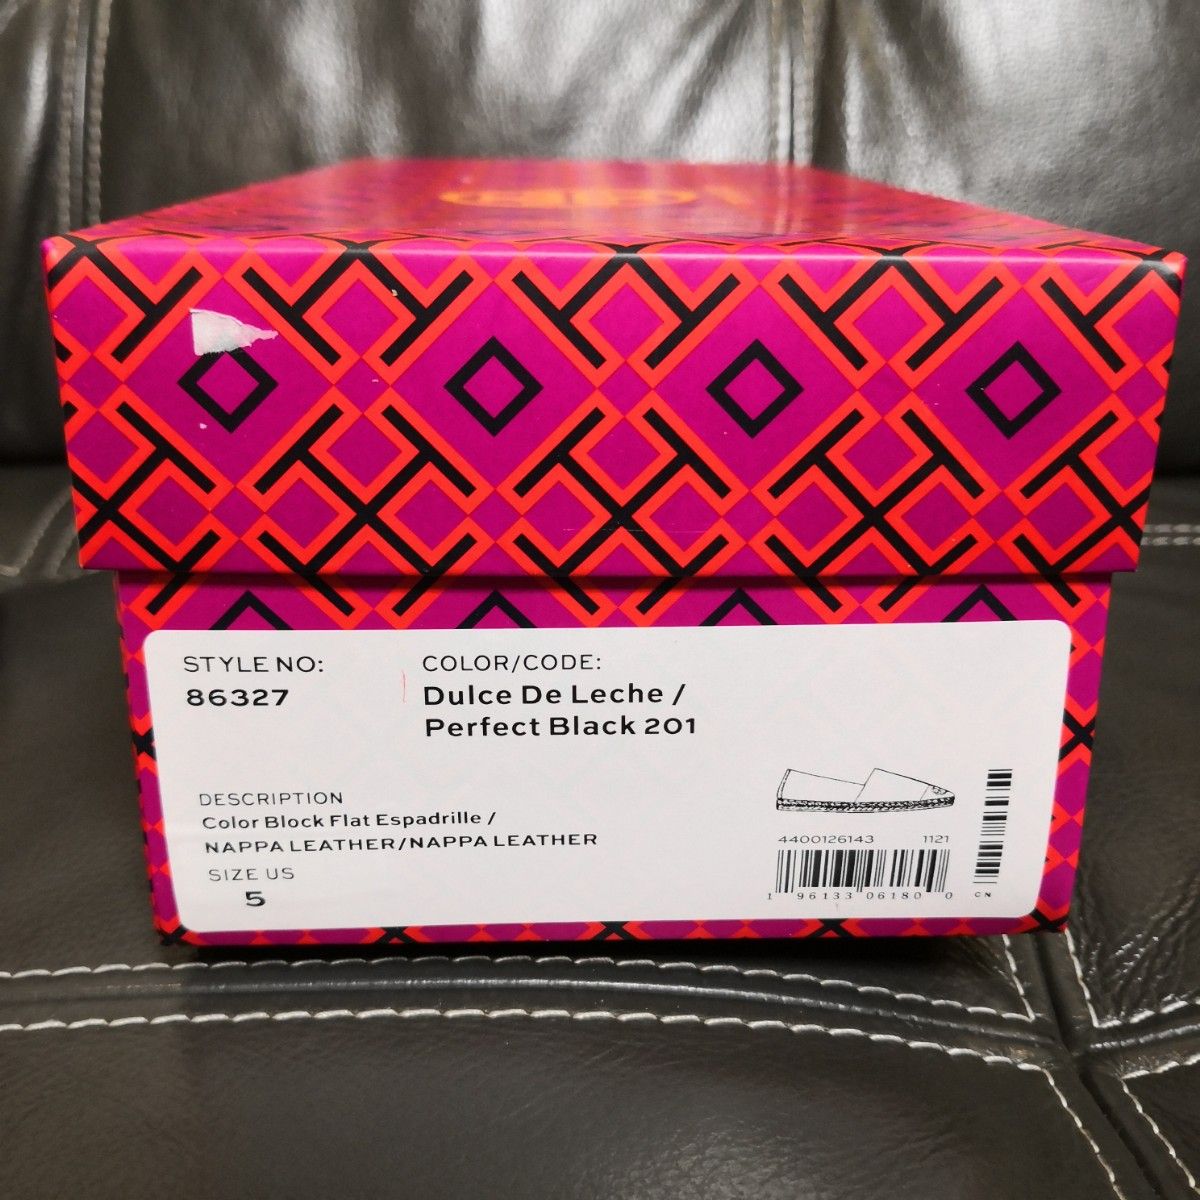 STYLE NO:
86327
COLOR/CODE:
Dulce De Leche /
Perfect Black 201
DESCRIPTION
Color Block Flat Espadrille /
NAPPA LEATHER/NAPPA LEATHER
SIZE US
5
4400126143 1121
1 96133 06180 0
CN